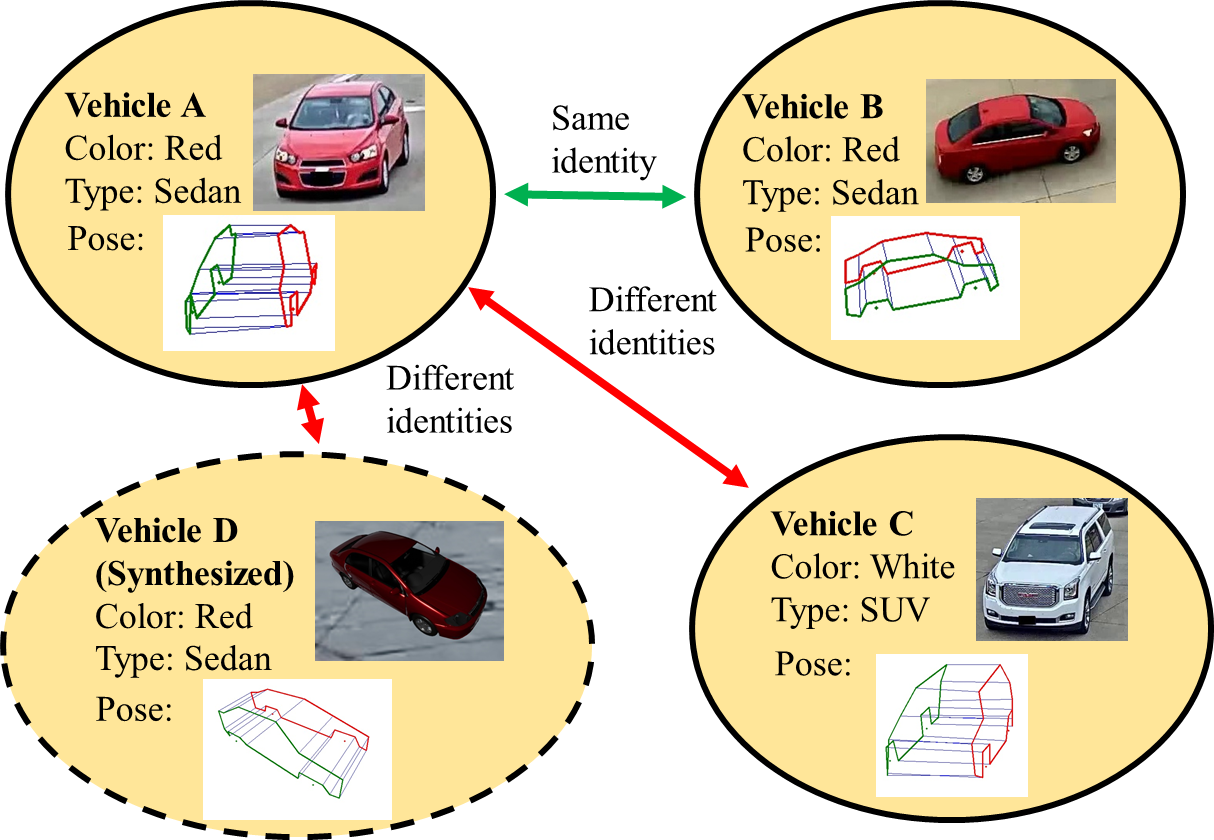 Vehicle A
Color: Red
Type: Sedan
Pose:
Same
identity
Vehicle B
Color: Red
Type: Sedan
Pose:
Different
identities
Different
identities
Vehicle D
(Synthesized)
Color: Red
Type: Sedan
Pose:
Vehicle C
Color: White
Type: SUV
Pose:
GMC